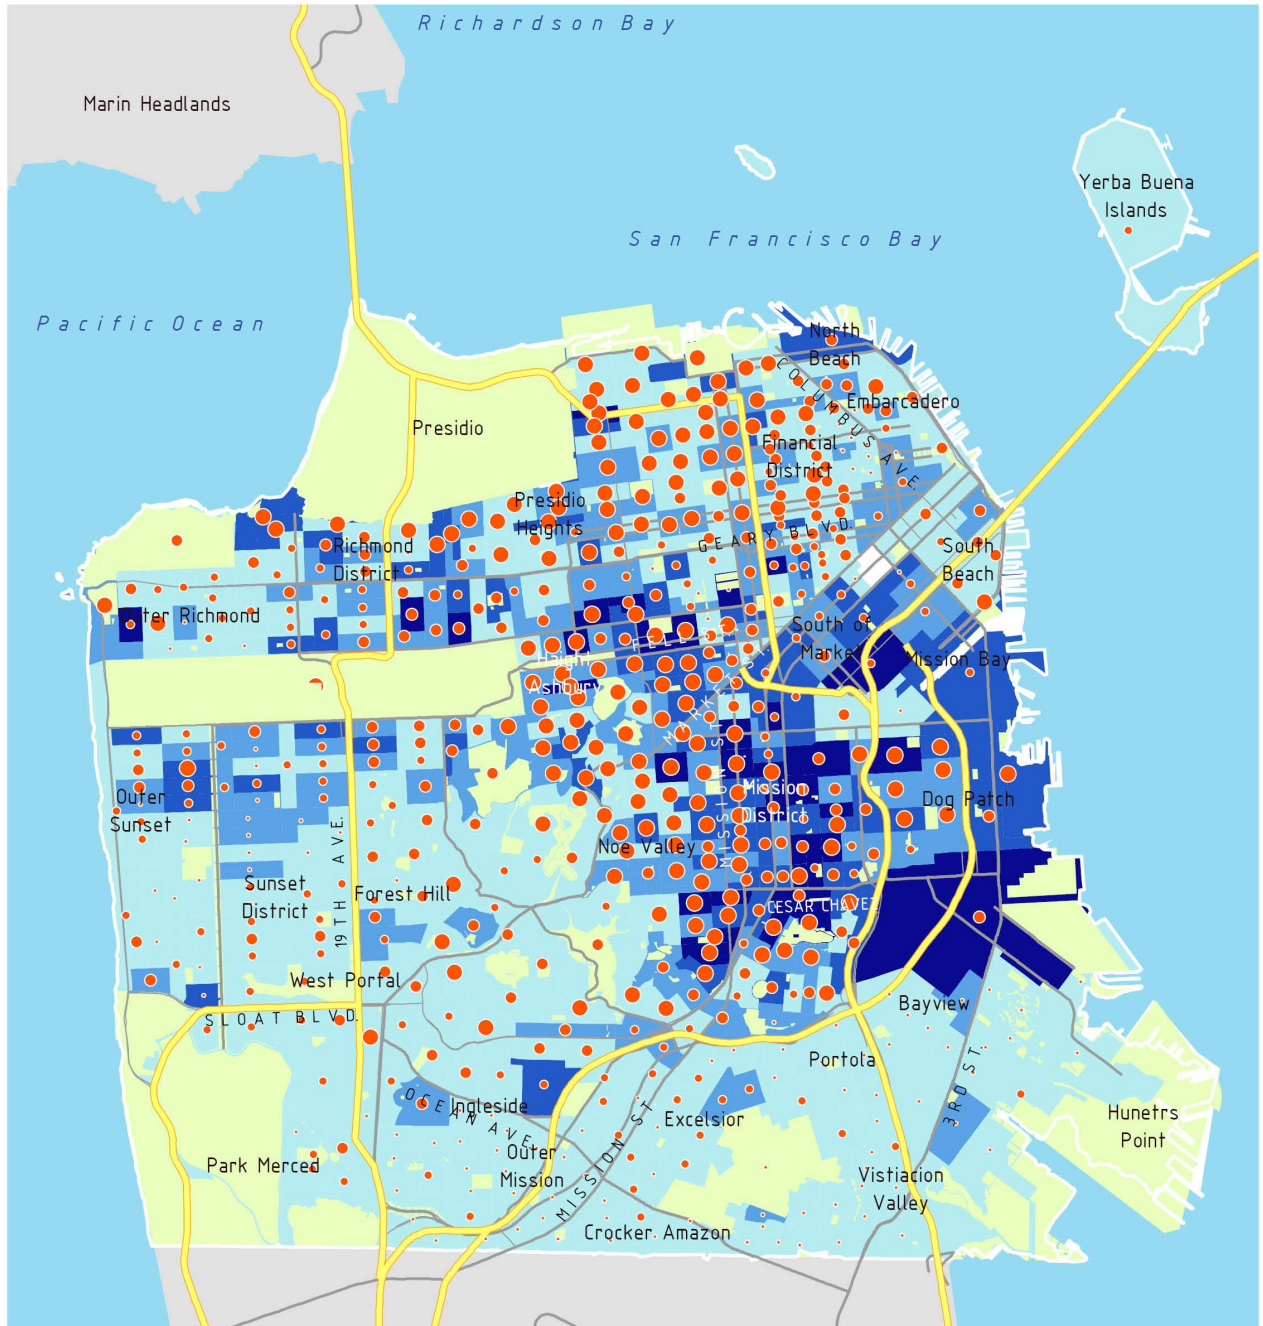 Richardson Bay
Marin Headlands
Yerba Buena
Islands
San Francisco Bay
Pacific Ocean
North
Beach
COLUMBUS AVE.
Embarcadero
Presidio
Financial
District
Presidio
Heights
GEARY BLVD.
Richmond
District
South
Beach
Outer Richmond
South of
Market
FELL ST.
Mission Bay
Haight
Ashbury
MARKET ST
MISSION ST
Mission
District
Outer
Sunset
Dog Patch
19TH AVE.
Noe Valley
Sunset
District
Forest Hill
CESAR CHAVEZ
West Portal
Bayview
SLOAT BLVD.
Portola
3RD ST
OCEAN AVE.
Ingleside
Excelsior
Hunetrs
Point
MISSION ST
Outer
Mission
Park Merced
Vistiacion
Valley
Crocker Amazon